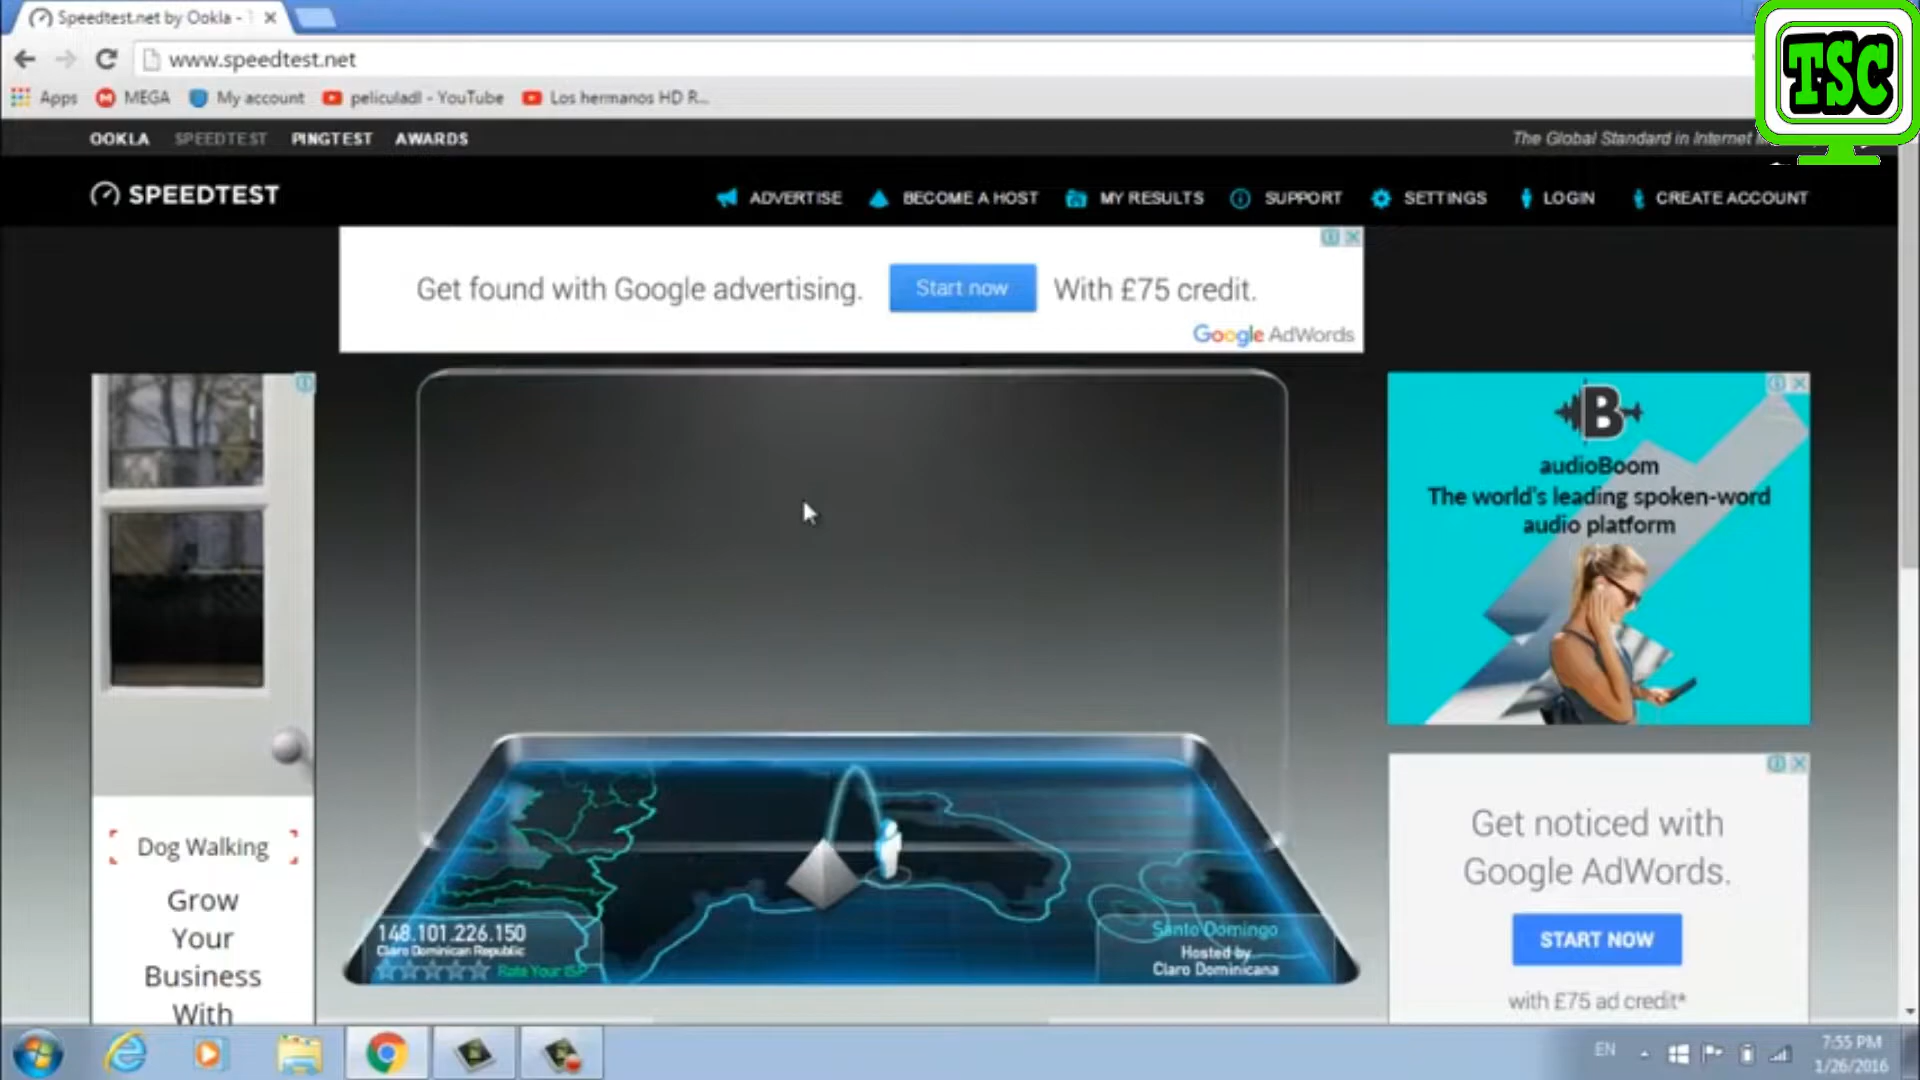 Speedtest.net by Ookla -
TSC
www.speedtest.net
Apps MEGA My account peliculadl - YouTube Los hermanos HD R...
OOKLA SPEEDTEST PINGTEST AWARDS
The Global Standard in Internet
SPEEDTEST
ADVERTISE BECOME A HOST MY RESULTS SUPPORT SETTINGS LOGIN CREATE ACCOUNT
Get found with Google advertising. Start now With £75 credit.
Google AdWords
B
audioBoom
The world's leading spoken-word
audio platform
Dog Walking
Grow
Your
Business
With
148.101.226.150
Claro Dominican Republic
Rate Your ISP
Santo Domingo
Hosted by
Claro Dominicana
Get noticed with
Google AdWords.
START NOW
with £75 ad credit*
EN
7:55 PM
1/26/2016